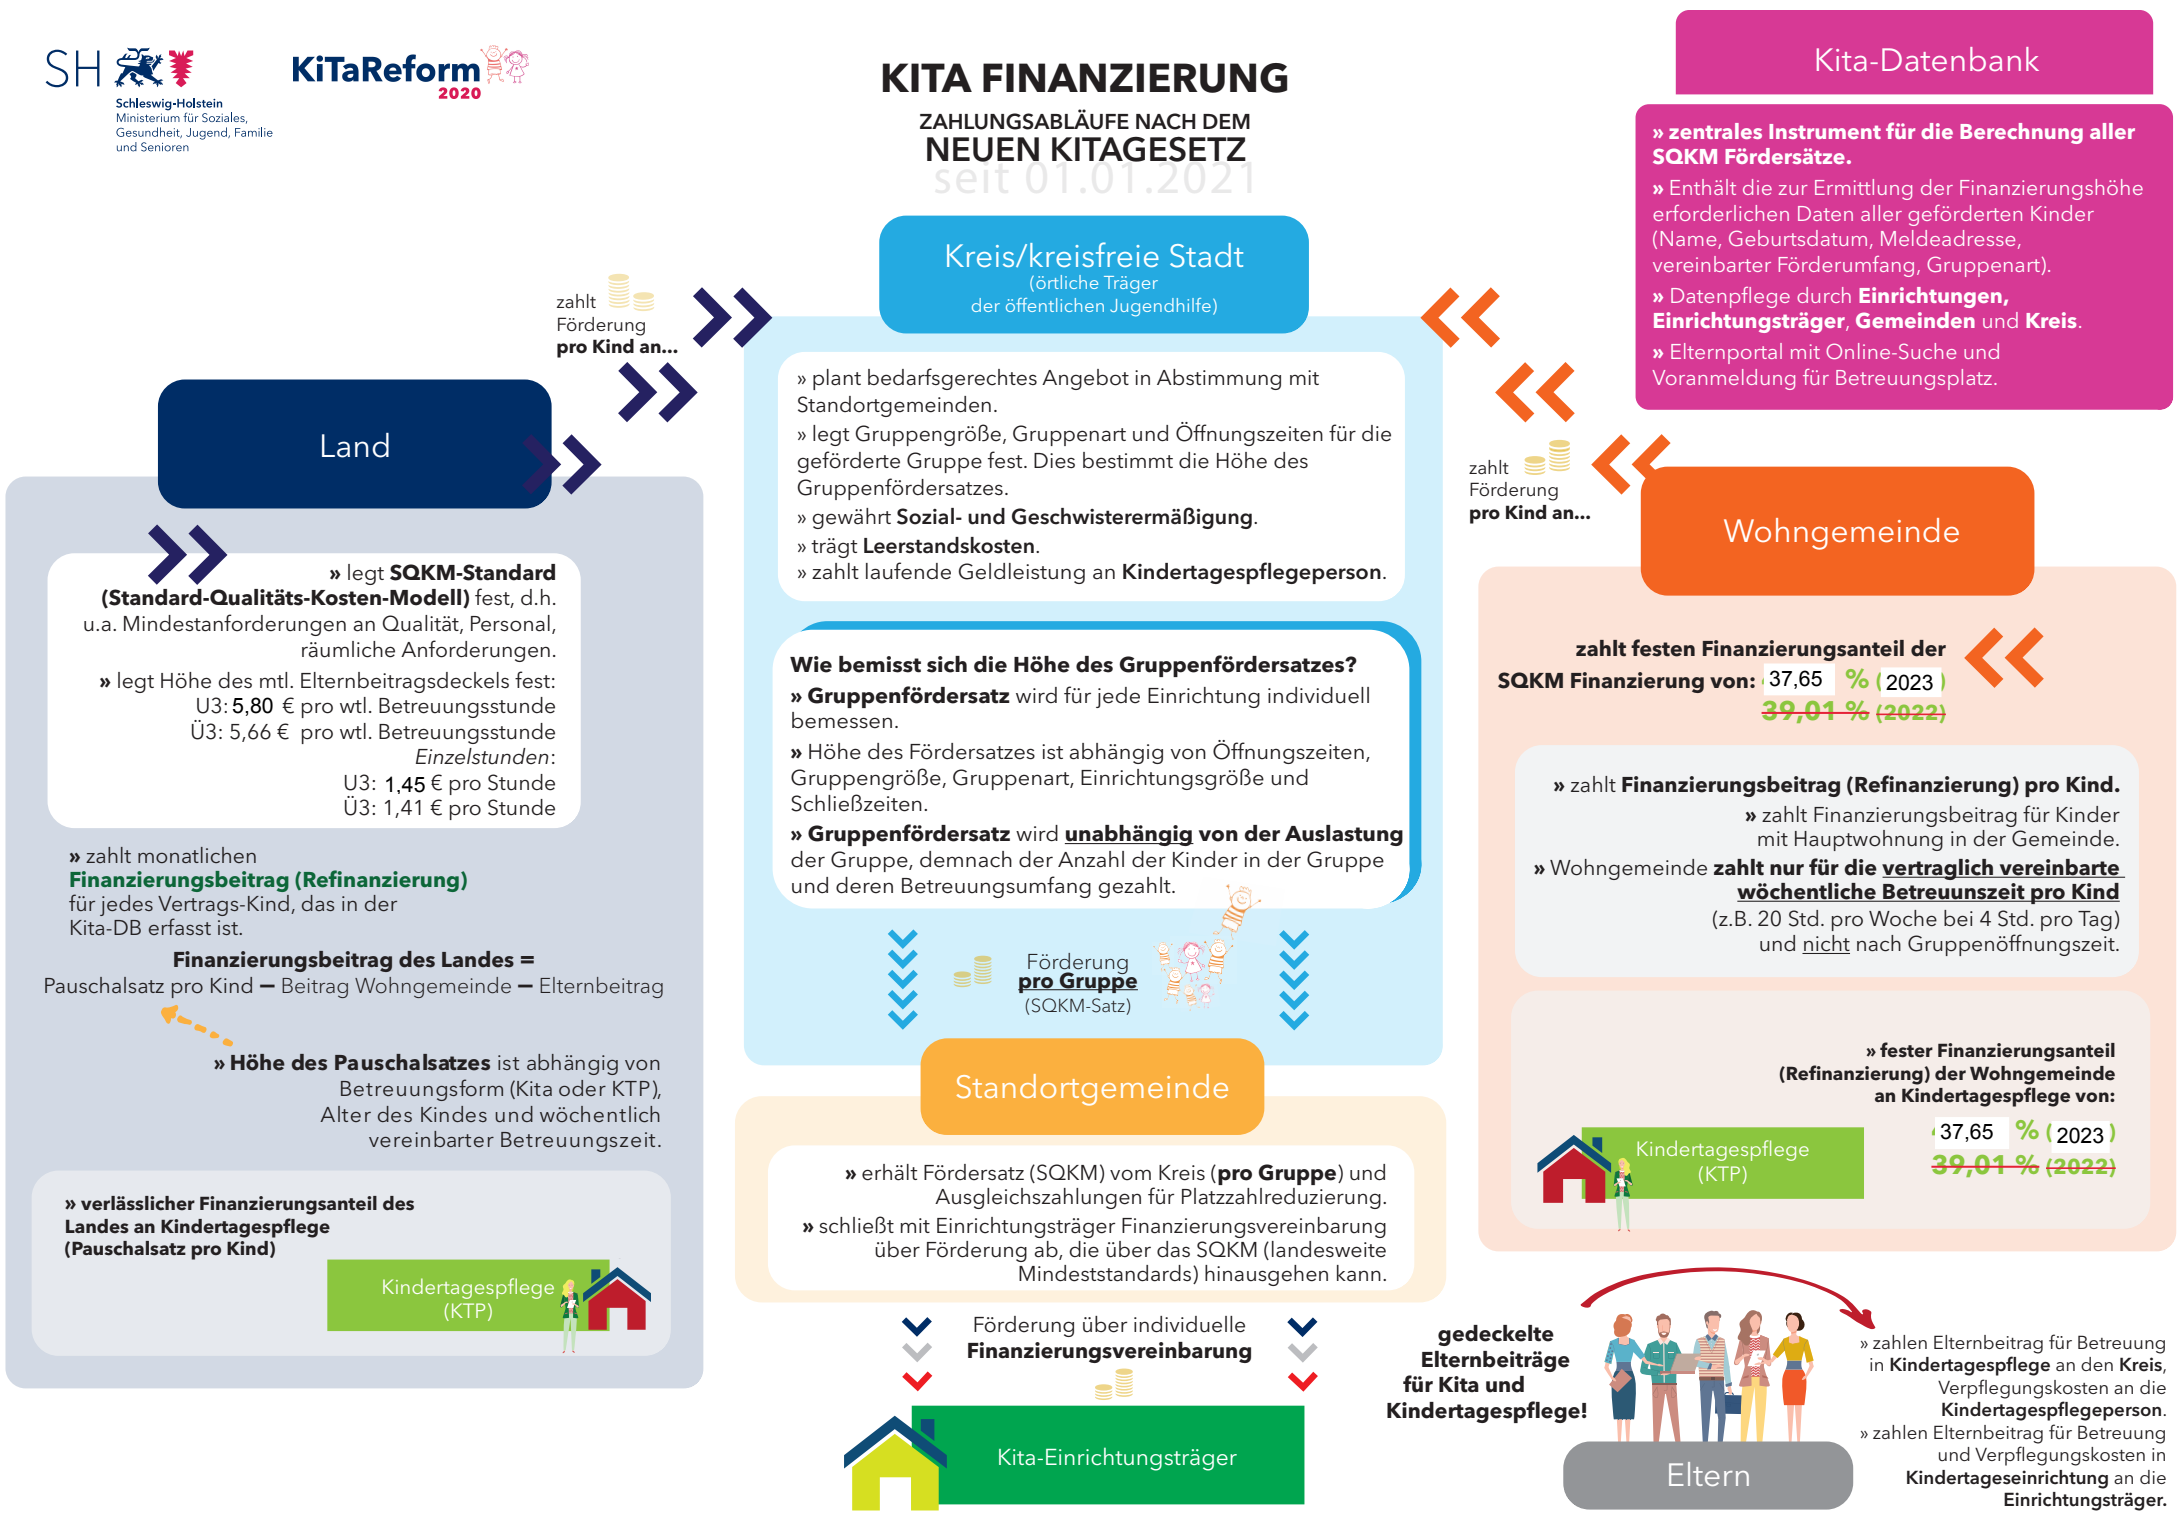 SH
Schleswig-Holstein
Ministerium für Soziales,
Gesundheit, Jugend, Familie
und Senioren
KiTaReform
2020
KITA FINANZIERUNG
ZAHLUNGSABLÄUFE NACH DEM
NEUEN KITAGESETZ
seit 01.01.2021
Kita-Datenbank
» zentrales Instrument für die Berechnung aller
SQKM Fördersätze.
» Enthält die zur Ermittlung der Finanzierungshöhe
erforderlichen Daten aller geförderten Kinder
(Name, Geburtsdatum, Meldeadresse,
vereinbarter Förderumfang, Gruppenart).
» Datenpflege durch Einrichtungen,
Einrichtungsträger, Gemeinden und Kreis.
» Elternportal mit Online-Suche und
Voranmeldung für Betreuungsplatz.
zahlt
Förderung
pro Kind an...
Land
» legt SQKM-Standard
(Standard-Qualitäts-Kosten-Modell) fest, d.h.
u.a. Mindestanforderungen an Qualität, Personal,
räumliche Anforderungen.
» legt Höhe des mtl. Elternbeitragsdeckels fest:
U3: 5,80 € pro wtl. Betreuungsstunde
Ü3: 5,66 € pro wtl. Betreuungsstunde
Einzelstunden:
U3: 1,45 € pro Stunde
Ü3: 1,41 € pro Stunde
» zahlt monatlichen
Finanzierungsbeitrag (Refinanzierung)
für jedes Vertrags-Kind, das in der
Kita-DB erfasst ist.
Finanzierungsbeitrag des Landes =
Pauschalsatz pro Kind — Beitrag Wohngemeinde — Elternbeitrag
» Höhe des Pauschalsatzes ist abhängig von
Betreuungsform (Kita oder KTP),
Alter des Kindes und wöchentlich
vereinbarter Betreuungszeit.
» verlässlicher Finanzierungsanteil des
Landes an Kindertagespflege
(Pauschalsatz pro Kind)
Kindertagespflege
(KTP)
Kreis/kreisfreie Stadt
(örtliche Träger
der öffentlichen Jugendhilfe)
» plant bedarfsgerechtes Angebot in Abstimmung mit
Standortgemeinden.
» legt Gruppengröße, Gruppenart und Öffnungszeiten für die
geförderte Gruppe fest. Dies bestimmt die Höhe des
Gruppenfördersatzes.
» gewährt Sozial- und Geschwisterermäßigung.
» trägt Leerstandskosten.
» zahlt laufende Geldleistung an Kindertagespflegeperson.
Wie bemisst sich die Höhe des Gruppenfördersatzes?
» Gruppenfördersatz wird für jede Einrichtung individuell
bemessen.
» Höhe des Fördersatzes ist abhängig von Öffnungszeiten,
Gruppengröße, Gruppenart, Einrichtungsgröße und
Schließzeiten.
» Gruppenfördersatz wird unabhängig von der Auslastung
der Gruppe, demnach der Anzahl der Kinder in der Gruppe
und deren Betreuungsumfang gezahlt.
Förderung
pro Gruppe
(SQKM-Satz)
Standortgemeinde
» erhält Fördersatz (SQKM) vom Kreis (pro Gruppe) und
Ausgleichszahlungen für Platzzahlreduzierung.
» schließt mit Einrichtungsträger Finanzierungsvereinbarung
über Förderung ab, die über das SQKM (landesweite
Mindeststandards) hinausgehen kann.
Förderung über individuelle
Finanzierungsvereinbarung
Kita-Einrichtungsträger
zahlt
Förderung
pro Kind an...
Wohngemeinde
zahlt festen Finanzierungsanteil der
SQKM Finanzierung von: 37,65 % (2023)
39,01 % (2022)
» zahlt Finanzierungsbeitrag (Refinanzierung) pro Kind.
» zahlt Finanzierungsbeitrag für Kinder
mit Hauptwohnung in der Gemeinde.
» Wohngemeinde zahlt nur für die vertraglich vereinbarte
wöchentliche Betreuunszeit pro Kind
(z.B. 20 Std. pro Woche bei 4 Std. pro Tag)
und nicht nach Gruppenöffnungszeit.
» fester Finanzierungsanteil
(Refinanzierung) der Wohngemeinde
an Kindertagespflege von:
37,65 % (2023)
39,01 % (2022)
Kindertagespflege
(KTP)
gedeckelte
Elternbeiträge
für Kita und
Kindertagespflege!
Eltern
» zahlen Elternbeitrag für Betreuung
in Kindertagespflege an den Kreis,
Verpflegungskosten an die
Kindertagespflegeperson.
» zahlen Elternbeitrag für Betreuung
und Verpflegungskosten in
Kindertageseinrichtung an die
Einrichtungsträger.